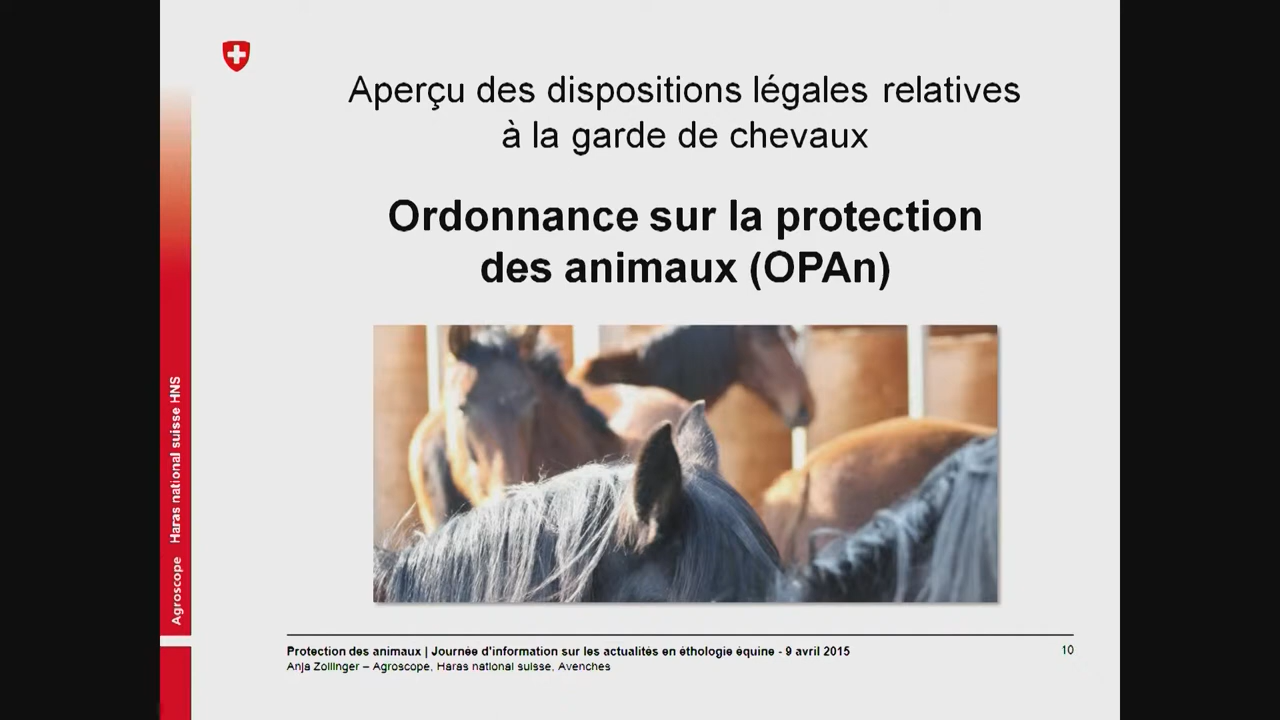 Aperçu des dispositions légales relatives
à la garde de chevaux
Ordonnance sur la protection
des animaux (OPAn)
Agroscope Haras national suisse HNS
Protection des animaux | Journée d'information sur les actualités en éthologie équine - 9 avril 2015
10
Anja Zollinger – Agroscope, Haras national suisse, Avenches